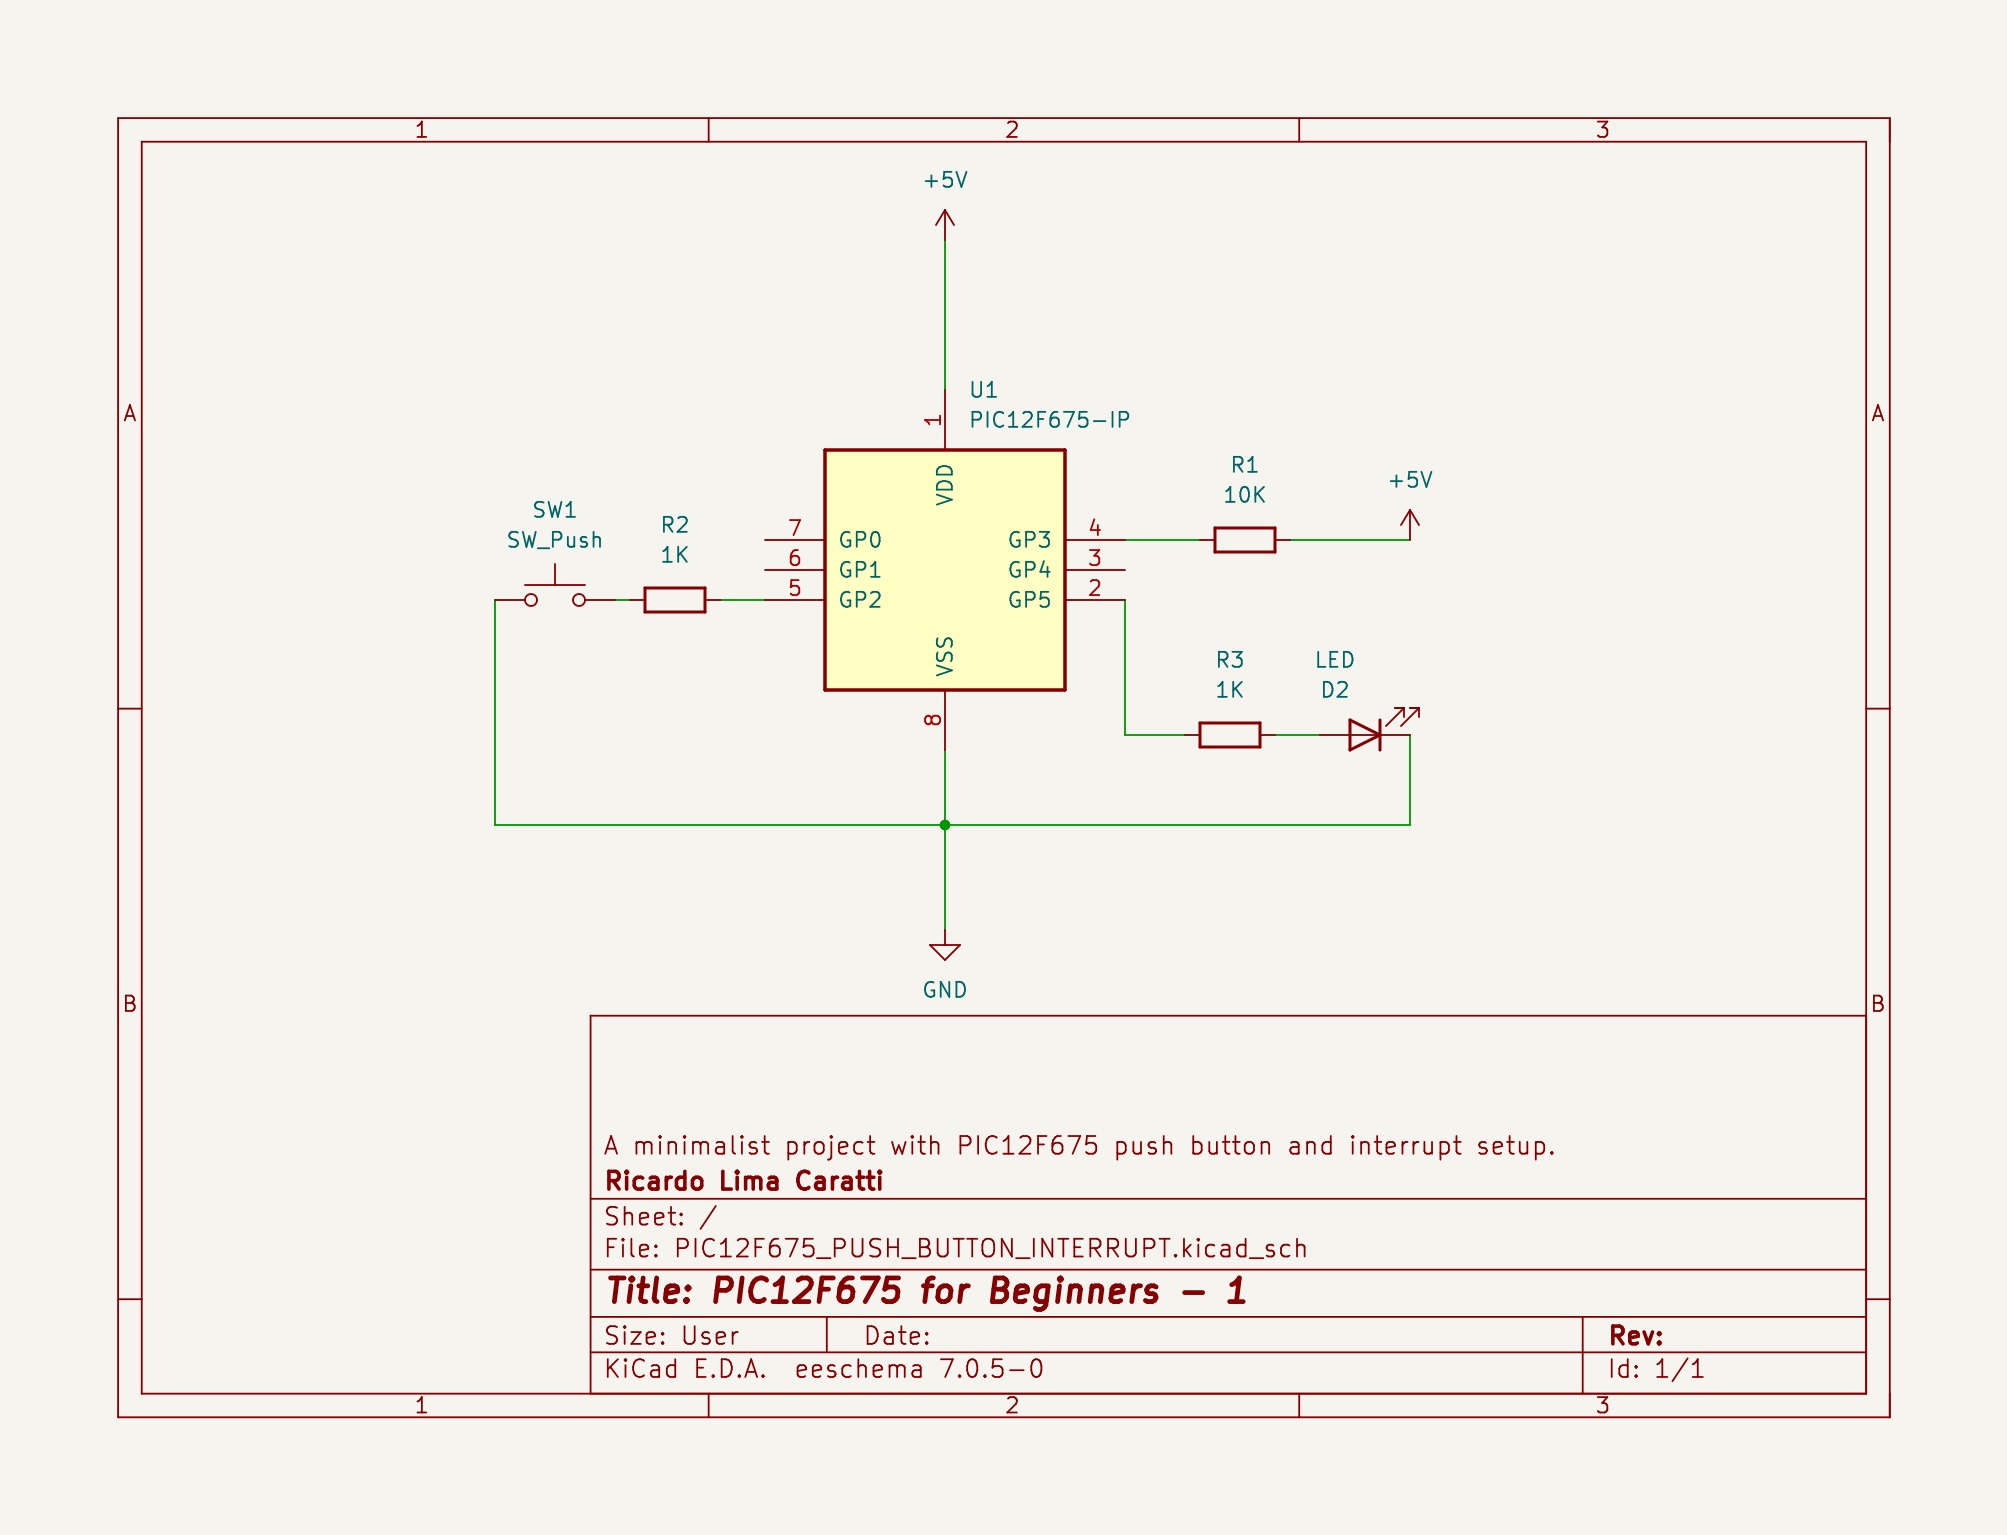 1 2 3
+5V
U1
PIC12F675-IP
1
VDD
A A
R1
10K
+5V
SW1
SW_Push
R2
1K
7 GP0 GP3 4
6 GP1 GP4 3
5 GP2 GP5 2
VSS
8
R3
1K
LED
D2
GND
B B
A minimalist project with PIC12F675 push button and interrupt setup.
Ricardo Lima Caratti
Sheet: /
File: PIC12F675_PUSH_BUTTON_INTERRUPT.kicad_sch
Title: PIC12F675 for Beginners - 1
Size: User Date: Rev:
KiCad E.D.A. eeschema 7.0.5-0 Id: 1/1
1 2 3